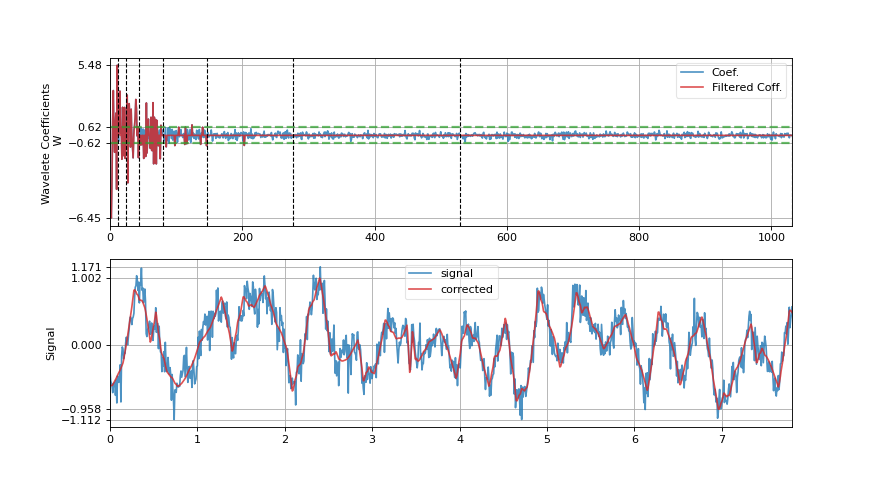 Wavelete Coefficients
W
5.48
0.62
−0.62
−6.45
Coef.
Filtered Coff.
0 200 400 600 800 1000
Signal
1.171
1.002
0.000
−0.958
−1.112
signal
corrected
0 1 2 3 4 5 6 7